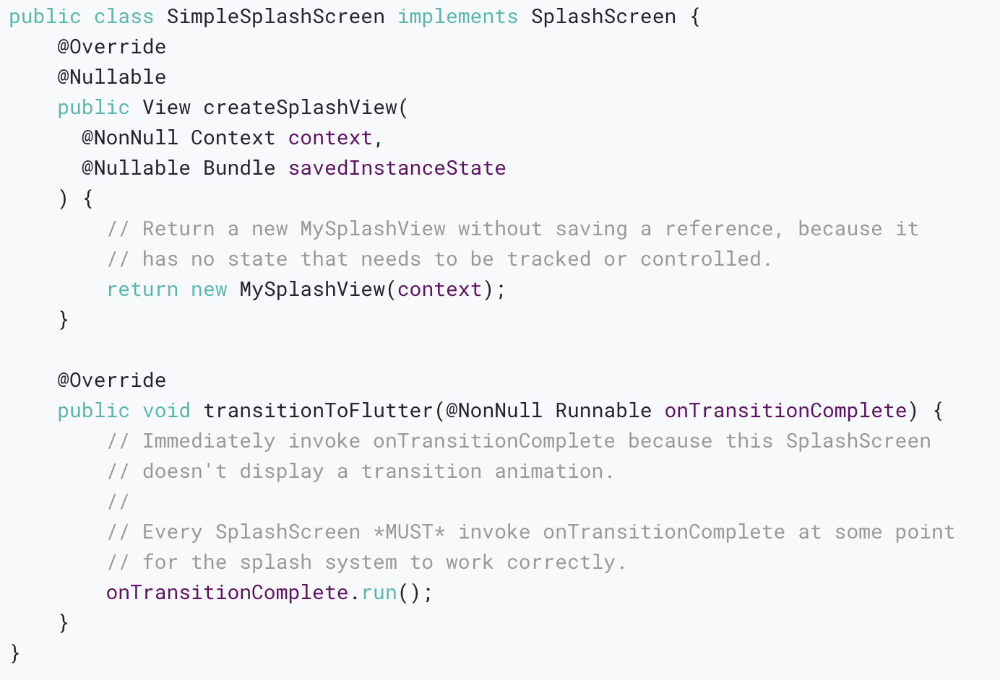 public class SimpleSplashScreen implements SplashScreen {
    @Override
    @Nullable
    public View createSplashView(
      @NonNull Context context,
      @Nullable Bundle savedInstanceState
    ) {
        // Return a new MySplashView without saving a reference, because it
        // has no state that needs to be tracked or controlled.
        return new MySplashView(context);
    }

    @Override
    public void transitionToFlutter(@NonNull Runnable onTransitionComplete) {
        // Immediately invoke onTransitionComplete because this SplashScreen
        // doesn't display a transition animation.
        //
        // Every SplashScreen *MUST* invoke onTransitionComplete at some point
        // for the splash system to work correctly.
        onTransitionComplete.run();
    }
}